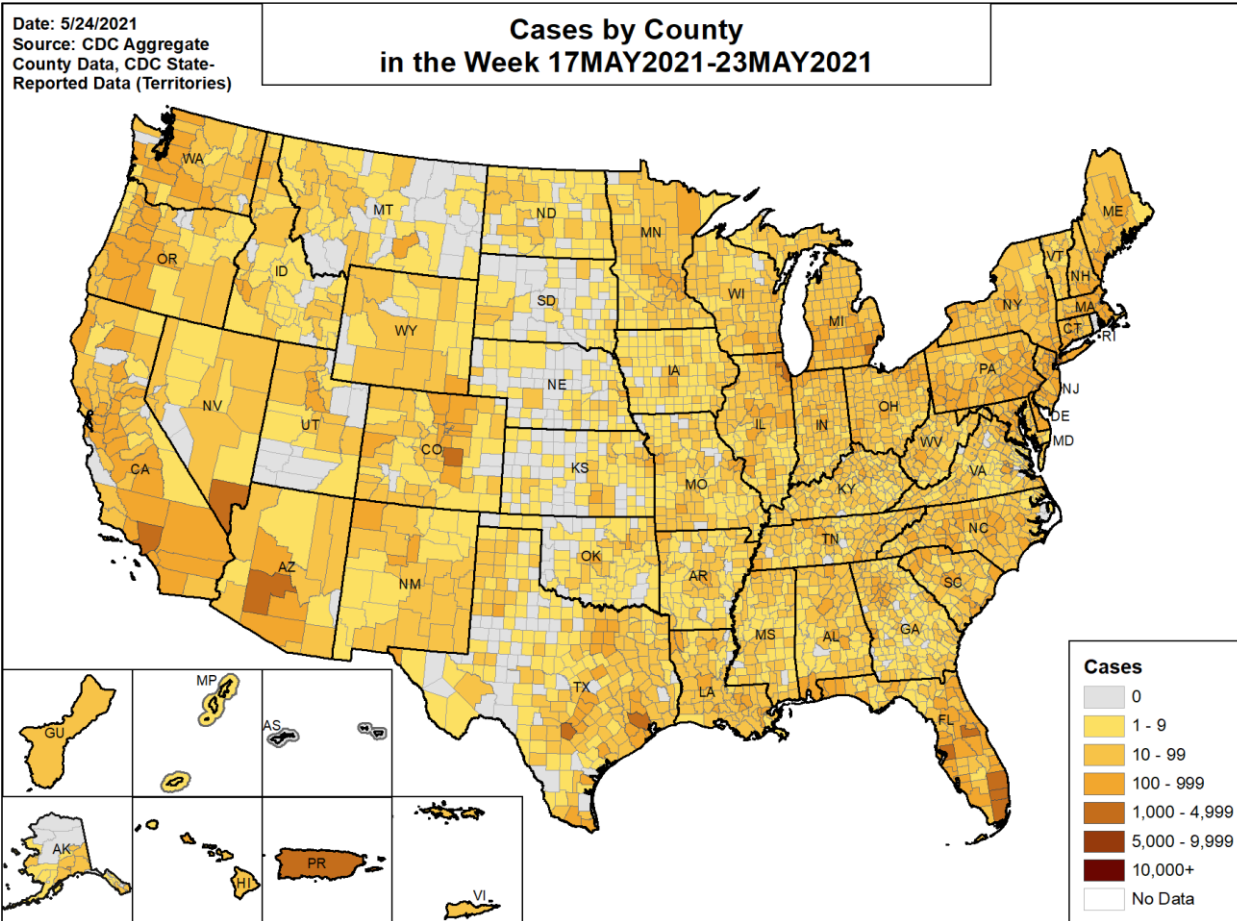 Date: 5/24/2021
Source: CDC Aggregate
County Data, CDC State-
Reported Data (Territories)
Cases by County
in the Week 17MAY2021-23MAY2021
WA
MT
ND
MN
ME
OR
ID
SD
WI
MI
VT
NH
NY
MA
CT
RI
WY
NE
IA
PA
NJ
NV
UT
CO
IL
IN
OH
DE
MD
WV
VA
CA
KS
MO
KY
AZ
NM
OK
AR
TN
NC
SC
MS
AL
GA
TX
LA
FL
GU
MP
AS
AK
HI
PR
VI
Cases
0
1 - 9
10 - 99
100 - 999
1,000 - 4,999
5,000 - 9,999
10,000+
No Data